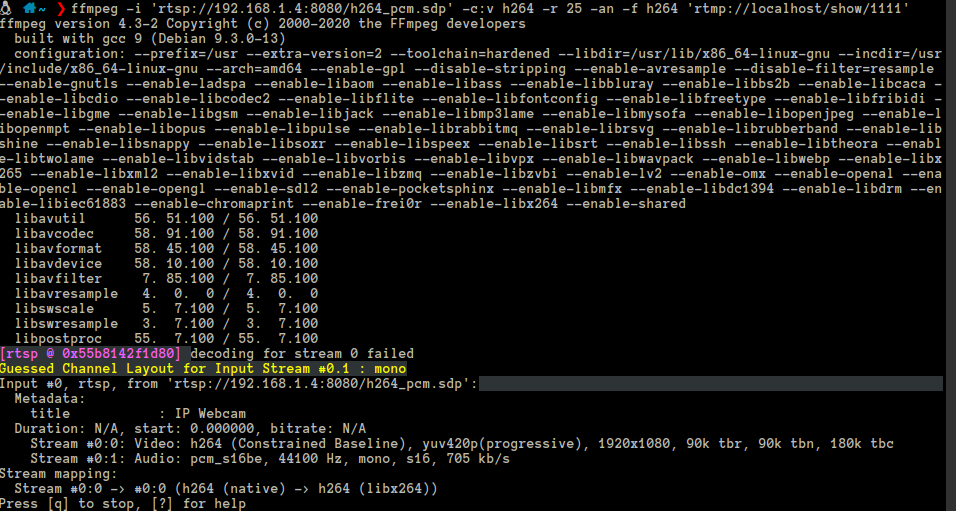 ~ ❯ ffmpeg -i 'rtsp://192.168.1.4:8080/h264_pcm.sdp' -c:v h264 -r 25 -an -f h264 'rtmp://localhost/show/1111'
ffmpeg version 4.3-2 Copyright (c) 2000-2020 the FFmpeg developers
  built with gcc 9 (Debian 9.3.0-13)
  configuration: --prefix=/usr --extra-version=2 --toolchain=hardened --libdir=/usr/lib/x86_64-linux-gnu --incdir=/usr
/include/x86_64-linux-gnu --arch=amd64 --enable-gpl --disable-stripping --enable-avresample --disable-filter=resample
--enable-gnutls --enable-ladspa --enable-libaom --enable-libass --enable-libbluray --enable-libbs2b --enable-libcaca -
-enable-libcdio --enable-libcodec2 --enable-libflite --enable-libfontconfig --enable-libfreetype --enable-libfribidi -
-enable-libgme --enable-libgsm --enable-libjack --enable-libmp3lame --enable-libmysofa --enable-libopenjpeg --enable-l
ibopenmpt --enable-libopus --enable-libpulse --enable-librabbitmq --enable-librsvg --enable-librubberband --enable-lib
shine --enable-libsnappy --enable-libsoxr --enable-libspeex --enable-libsrt --enable-libssh --enable-libtheora --enabl
e-libtwolame --enable-libvidstab --enable-libvorbis --enable-libvpx --enable-libwavpack --enable-libwebp --enable-libx
265 --enable-libxml2 --enable-libxvid --enable-libzmq --enable-libzvbi --enable-lv2 --enable-omx --enable-openal --ena
ble-opencl --enable-opengl --enable-sdl2 --enable-pocketsphinx --enable-libmfx --enable-libdc1394 --enable-libdrm --en
able-libiec61883 --enable-chromaprint --enable-frei0r --enable-libx264 --enable-shared
  libavutil      56. 51.100 / 56. 51.100
  libavcodec     58. 91.100 / 58. 91.100
  libavformat    58. 45.100 / 58. 45.100
  libavdevice    58. 10.100 / 58. 10.100
  libavfilter     7. 85.100 /  7. 85.100
  libavresample   4.  0.  0 /  4.  0.  0
  libswscale      5.  7.100 /  5.  7.100
  libswresample   3.  7.100 /  3.  7.100
  libpostproc    55.  7.100 / 55.  7.100
[rtsp @ 0x55b8142f1d80] decoding for stream 0 failed
Guessed Channel Layout for Input Stream #0.1 : mono
Input #0, rtsp, from 'rtsp://192.168.1.4:8080/h264_pcm.sdp':
  Metadata:
    title           : IP Webcam
  Duration: N/A, start: 0.000000, bitrate: N/A
    Stream #0:0: Video: h264 (Constrained Baseline), yuv420p(progressive), 1920x1080, 90k tbr, 90k tbn, 180k tbc
    Stream #0:1: Audio: pcm_s16be, 44100 Hz, mono, s16, 705 kb/s
Stream mapping:
  Stream #0:0 -> #0:0 (h264 (native) -> h264 (libx264))
Press [q] to stop, [?] for help